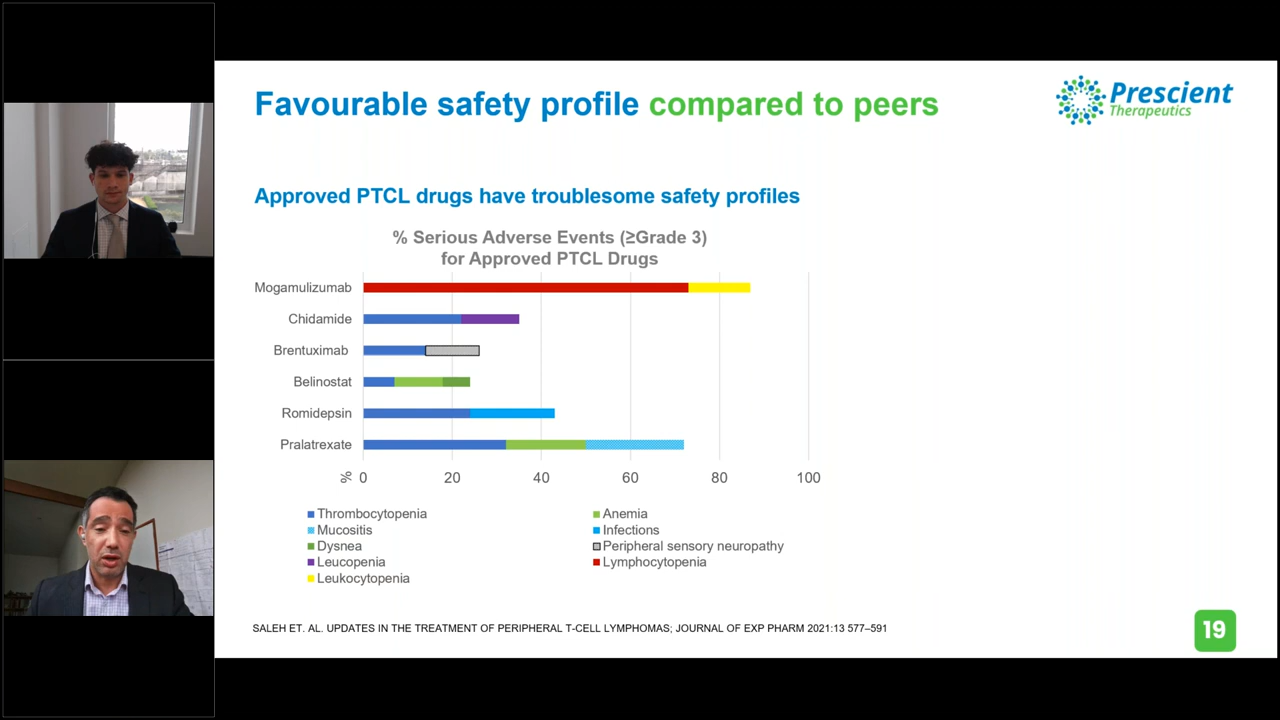 Favourable safety profile compared to peers
Prescient
Therapeutics
Approved PTCL drugs have troublesome safety profiles
% Serious Adverse Events (≥Grade 3)
for Approved PTCL Drugs
Mogamulizumab
Chidamide
Brentuximab
Belinostat
Romidepsin
Pralatrexate
% 0 20 40 60 80 100
Thrombocytopenia Anemia
Mucositis Infections
Dysnea Peripheral sensory neuropathy
Leucopenia Lymphocytopenia
Leukocytopenia
SALEH ET. AL. UPDATES IN THE TREATMENT OF PERIPHERAL T-CELL LYMPHOMAS; JOURNAL OF EXP PHARM 2021:13 577–591
19